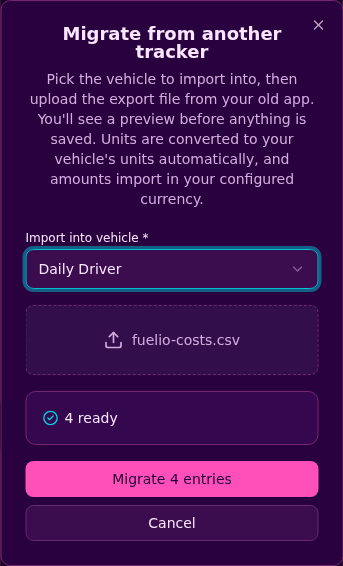 Migrate from another
tracker
Pick the vehicle to import into, then
upload the export file from your old app.
You'll see a preview before anything is
saved. Units are converted to your
vehicle's units automatically, and
amounts import in your configured
currency.
Import into vehicle *
Daily Driver
fuelio-costs.csv
4 ready
Migrate 4 entries
Cancel